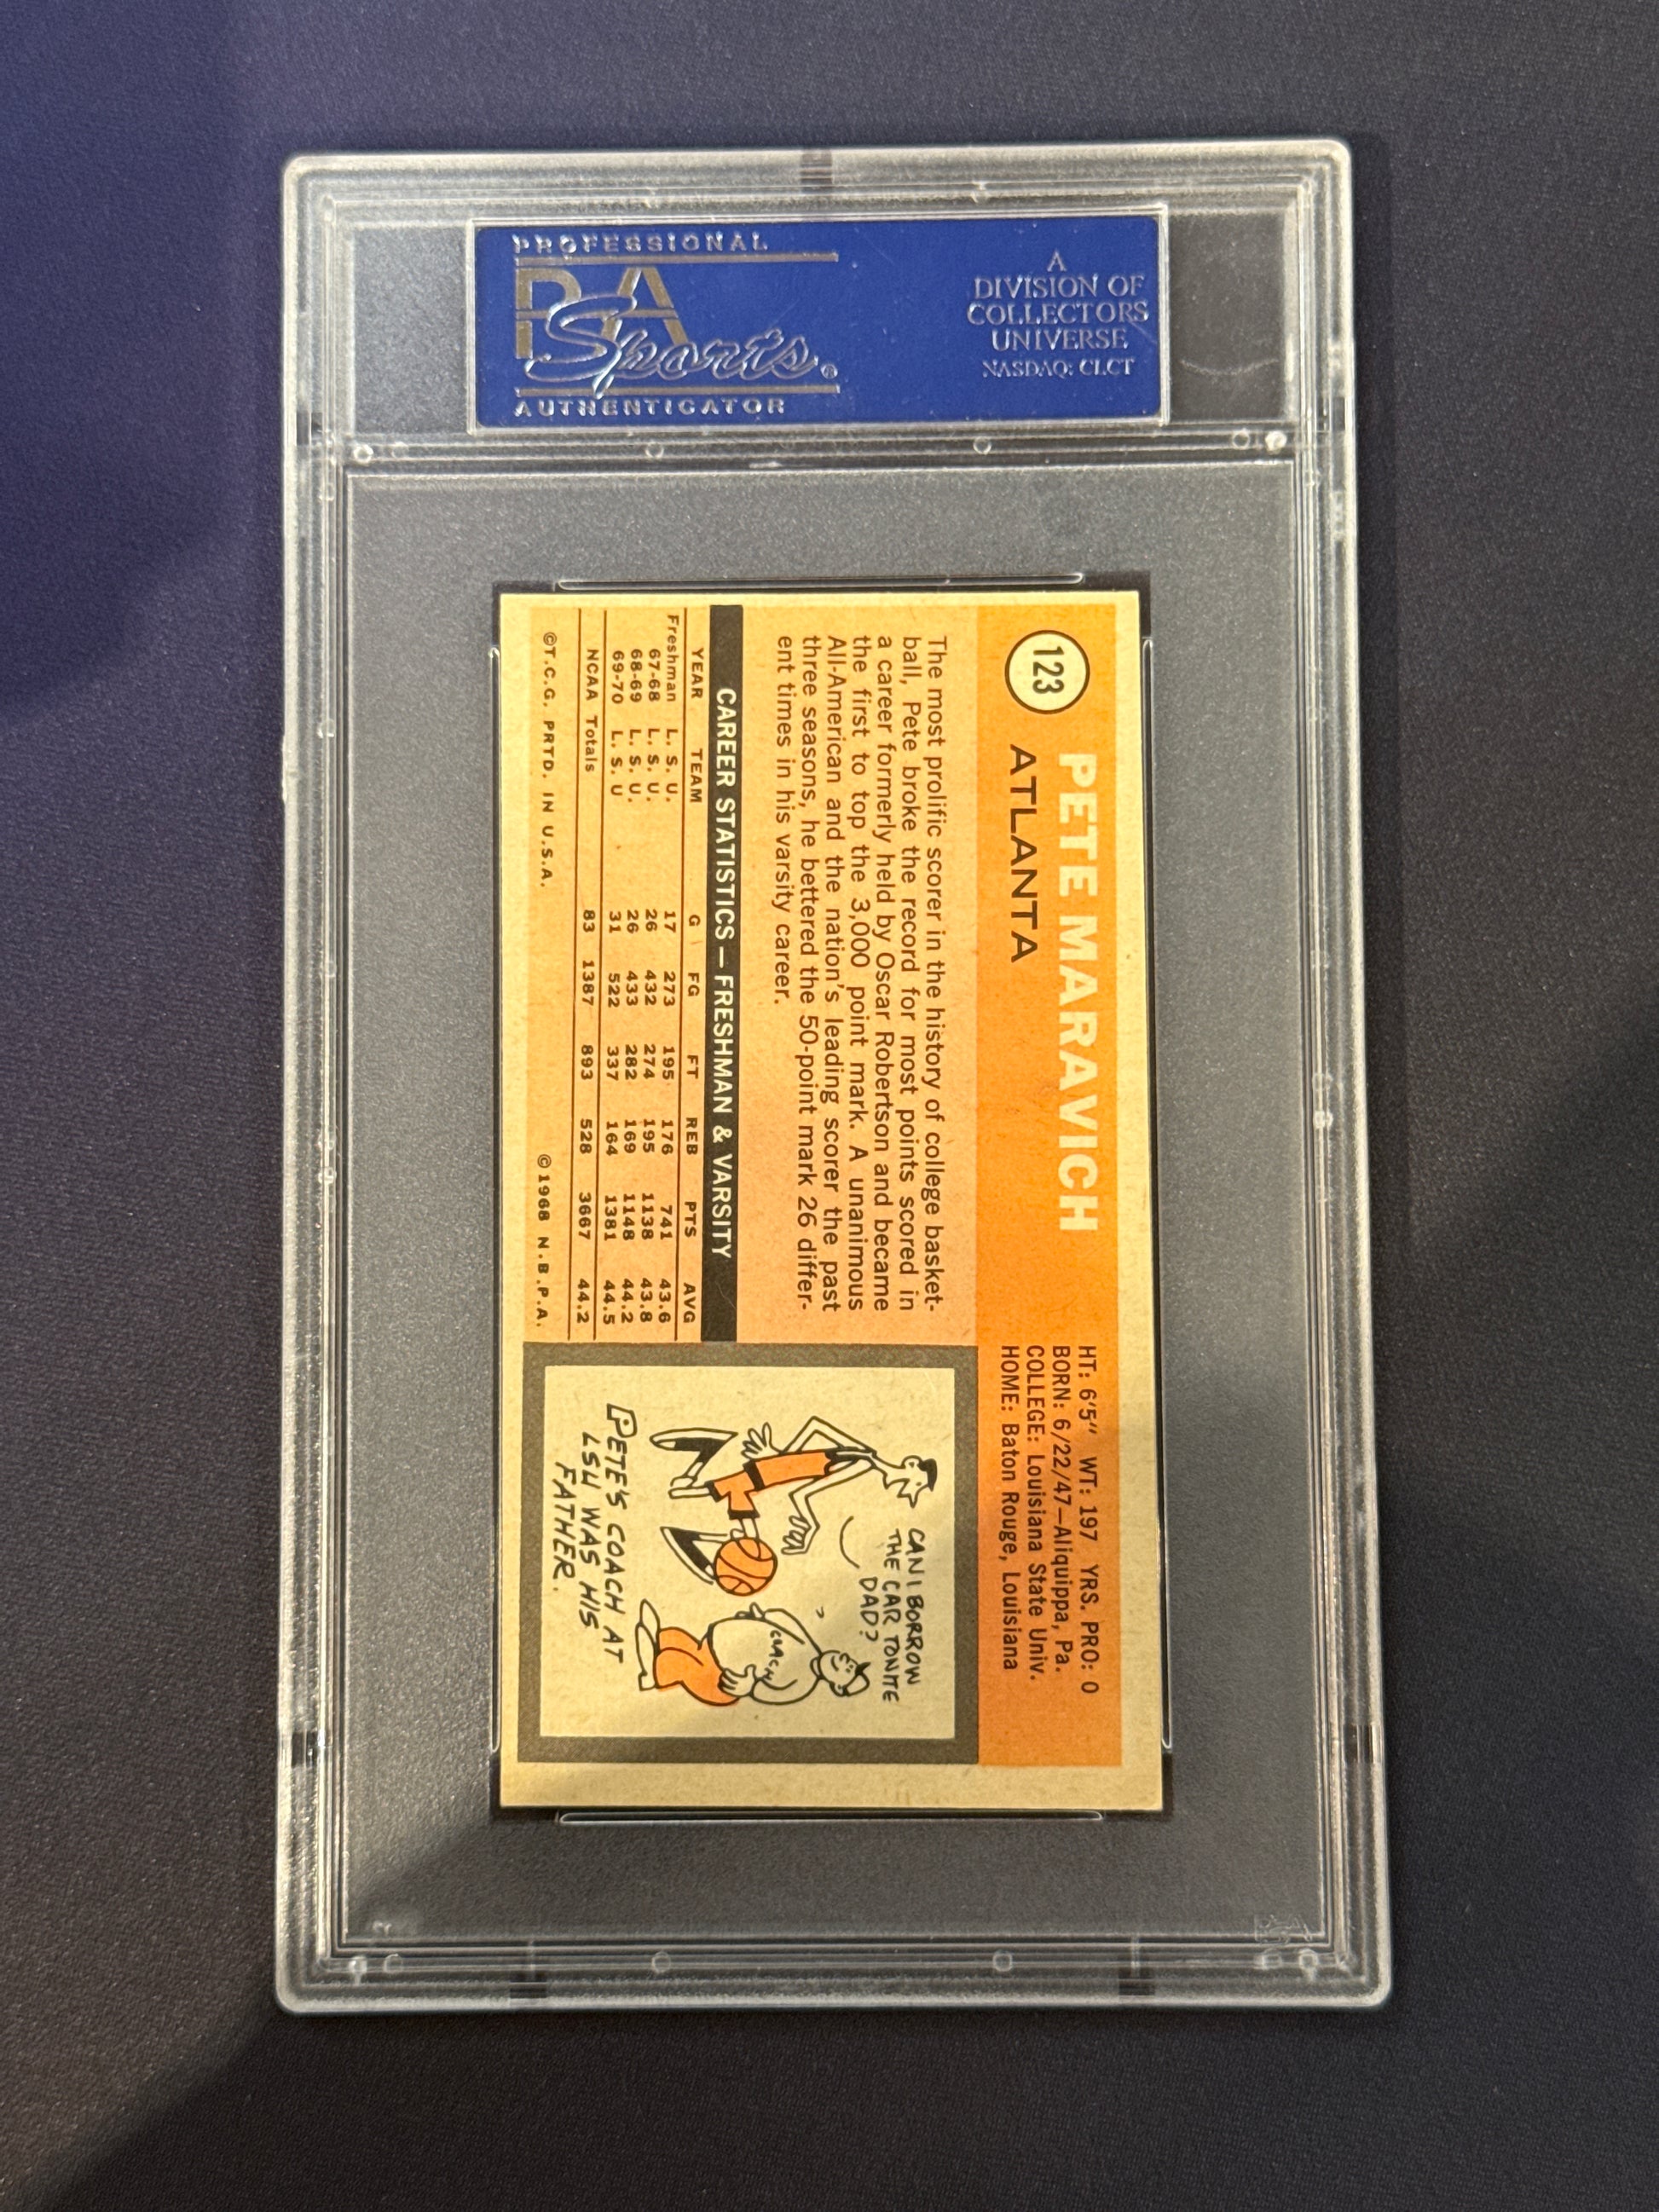 PROFESSIONAL
PSA
Sports®
AUTHENTICATOR
A
DIVISION OF
COLLECTORS
UNIVERSE
NASDAQ: CLCT
123
PETE MARAVICH
ATLANTA
HT: 6'5" WT: 197 YRS. PRO: 0
BORN: 6/22/47—Aliquippa, Pa.
COLLEGE: Louisiana State Univ.
HOME: Baton Rouge, Louisiana
The most prolific scorer in the history of college basket-
ball, Pete broke the record for most points scored in
a career formerly held by Oscar Robertson and became
the first to top the 3,000 point mark. A unanimous
All-American and the nation's leading scorer the past
three seasons, he bettered the 50-point mark 26 differ-
ent times in his varsity career.
CAREER STATISTICS — FRESHMAN & VARSITY
YEAR TEAM G FG FT REB PTS AVG
Freshman L. S. U. 17 273 195 176 741 43.6
67-68 L. S. U. 26 432 274 195 1138 43.8
68-69 L. S. U. 26 433 282 169 1148 44.2
69-70 L. S. U 31 522 337 164 1381 44.5
NCAA Totals 83 1387 893 528 3667 44.2
©T.C.G. PRTD. IN U.S.A. ©1968 N.B.P.A.
CAN I BORROW
THE CAR TONITE
DAD?
COACH
PETE'S COACH AT
LSU WAS HIS
FATHER.
PSA